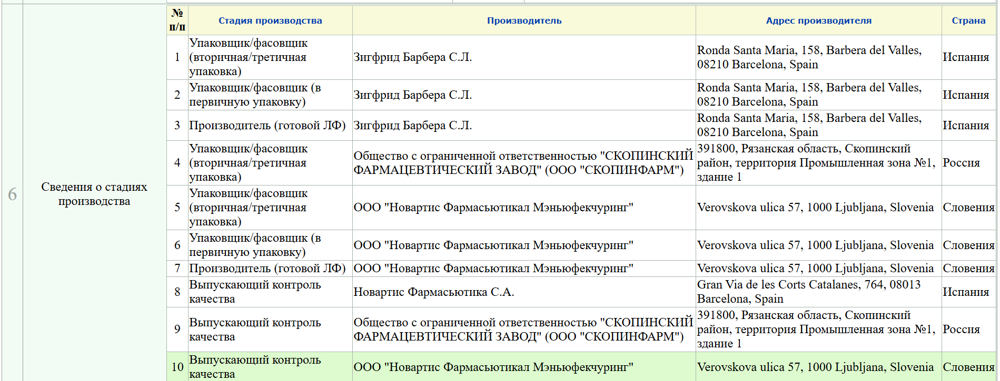 №
п/п
Стадия производства
Производитель
Адрес производителя
Страна
6
Сведения о стадиях
производства
1
Упаковщик/фасовщик
(вторичная/третичная
упаковка)
Зигфрид Барбера С.Л.
Ronda Santa Maria, 158, Barbera del Valles,
08210 Barcelona, Spain
Испания
2
Упаковщик/фасовщик (в
первичную упаковку)
Зигфрид Барбера С.Л.
Ronda Santa Maria, 158, Barbera del Valles,
08210 Barcelona, Spain
Испания
3
Производитель (готовой ЛФ)
Зигфрид Барбера С.Л.
Ronda Santa Maria, 158, Barbera del Valles,
08210 Barcelona, Spain
Испания
4
Упаковщик/фасовщик
(вторичная/третичная
упаковка)
Общество с ограниченной ответственностью "СКОПИНСКИЙ
ФАРМАЦЕВТИЧЕСКИЙ ЗАВОД" (ООО "СКОПИНФАРМ")
391800, Рязанская область, Скопинский
район, территория Промышленная зона №1,
здание 1
Россия
5
Упаковщик/фасовщик
(вторичная/третичная
упаковка)
ООО "Новартис Фармасьютикал Мэньюфекчуринг"
Verovskova ulica 57, 1000 Ljubljana, Slovenia
Словения
6
Упаковщик/фасовщик (в
первичную упаковку)
ООО "Новартис Фармасьютикал Мэньюфекчуринг"
Verovskova ulica 57, 1000 Ljubljana, Slovenia
Словения
7
Производитель (готовой ЛФ)
ООО "Новартис Фармасьютикал Мэньюфекчуринг"
Verovskova ulica 57, 1000 Ljubljana, Slovenia
Словения
8
Выпускающий контроль
качества
Новартис Фармасьютика С.А.
Gran Via de les Corts Catalanes, 764, 08013
Barcelona, Spain
Испания
9
Выпускающий контроль
качества
Общество с ограниченной ответственностью "СКОПИНСКИЙ
ФАРМАЦЕВТИЧЕСКИЙ ЗАВОД" (ООО "СКОПИНФАРМ")
391800, Рязанская область, Скопинский
район, территория Промышленная зона №1,
здание 1
Россия
10
Выпускающий контроль
качества
ООО "Новартис Фармасьютикал Мэньюфекчуринг"
Verovskova ulica 57, 1000 Ljubljana, Slovenia
Словения